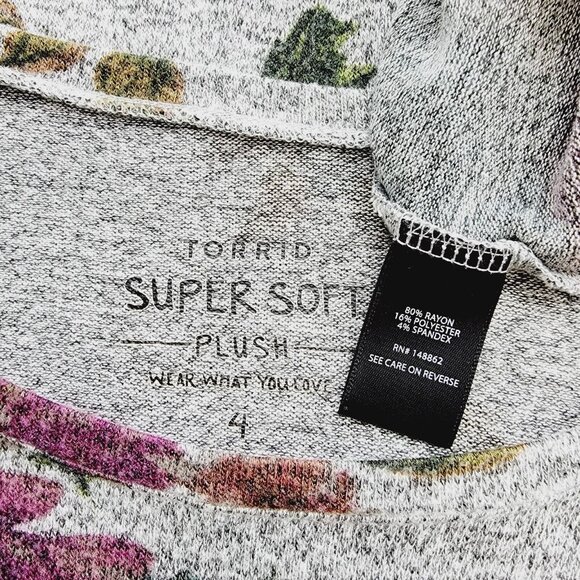 TORRID
SUPER SOFT
PLUSH
WEAR WHAT YOU LOVE
4
80% RAYON
16% POLYESTER
4% SPANDEX
RN# 148862
SEE CARE ON REVERSE